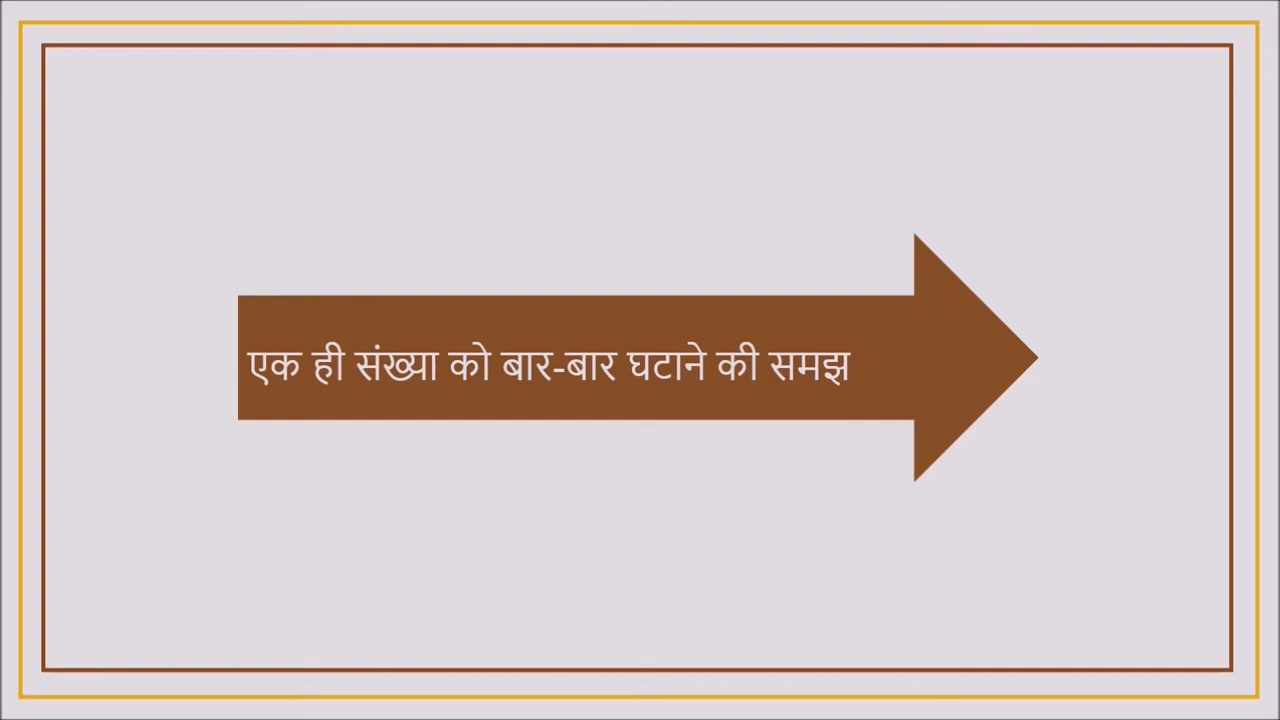 एक ही संख्या को बार-बार घटाने की समझ